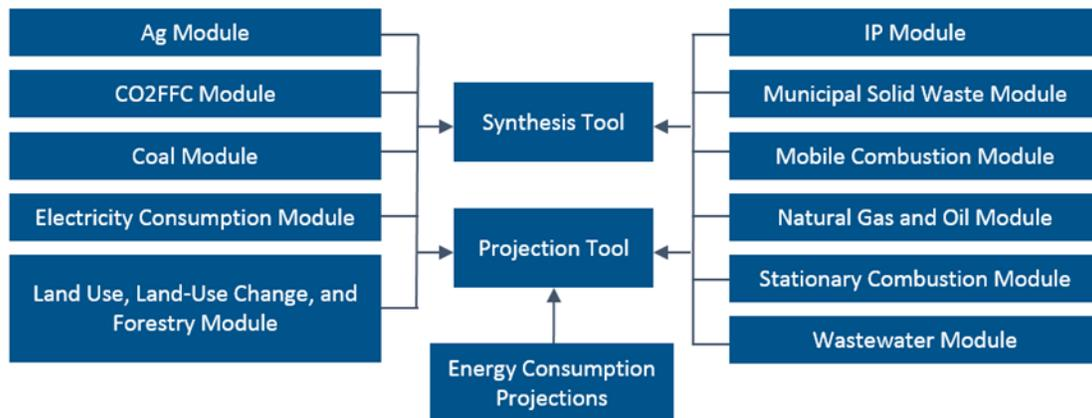 Ag Module
CO2FFC Module
Coal Module
Electricity Consumption Module
Land Use, Land-Use Change, and
Forestry Module
Synthesis Tool
Projection Tool
Energy Consumption
Projections
IP Module
Municipal Solid Waste Module
Mobile Combustion Module
Natural Gas and Oil Module
Stationary Combustion Module
Wastewater Module